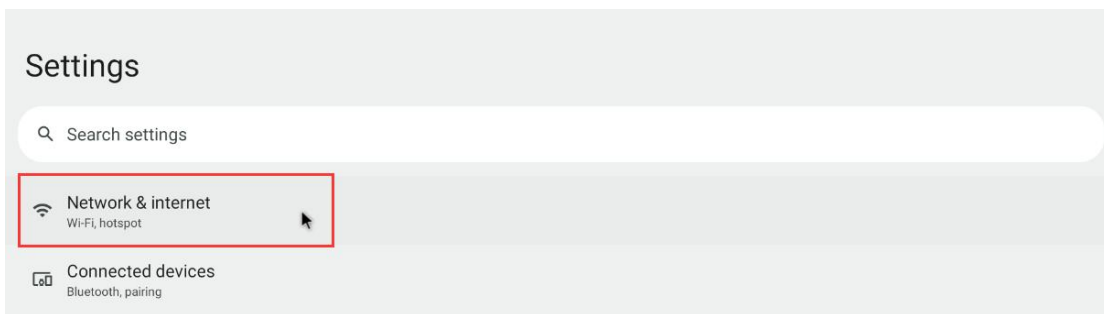 Settings
Search settings
Network & internet
Wi-Fi, hotspot
Connected devices
Bluetooth, pairing